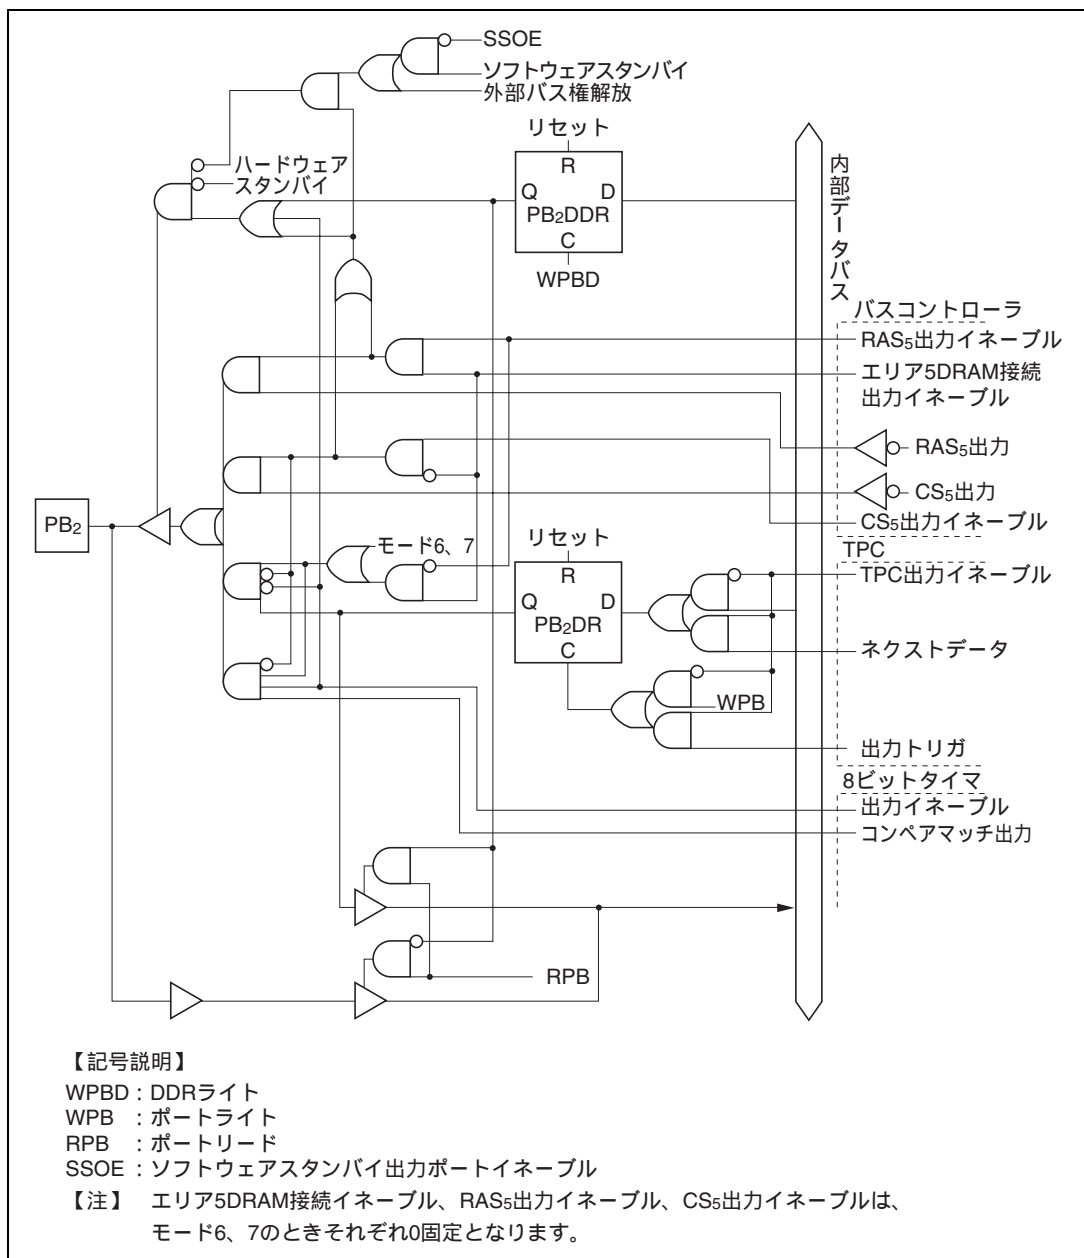 SSOE
ソフトウェアスタンバイ
外部バス権解放
リセット
ハードウェア
スタンバイ
R
Q D
PB2DDR
C
WPBD
内部データバス
バスコントローラ
RAS5出力イネーブル
エリア5DRAM接続
出力イネーブル
RAS5出力
CS5出力
CS5出力イネーブル
PB2
モード6、7
リセット
R
Q D
PB2DR
C
TPC
TPC出力イネーブル
ネクストデータ
WPB
出力トリガ
8ビットタイマ
出力イネーブル
コンペアマッチ出力
RPB
【記号説明】
WPBD : DDRライト
WPB : ポートライト
RPB : ポートリード
SSOE : ソフトウェアスタンバイ出力ポートイネーブル
【注】 エリア5DRAM接続イネーブル、RAS5出力イネーブル、CS5出力イネーブルは、
モード6、7のときそれぞれ0固定となります。